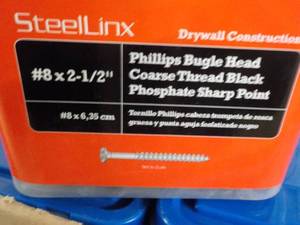 SteelLinx
Drywall Construction
#8 x 2-1/2"
Phillips Bugle Head
Coarse Thread Black
Phosphate Sharp Point
#8 x 6,35 cm
Tornillo Phillips cabeza trompeta de rosca
gruesa y punta aguja fosfatizado negro